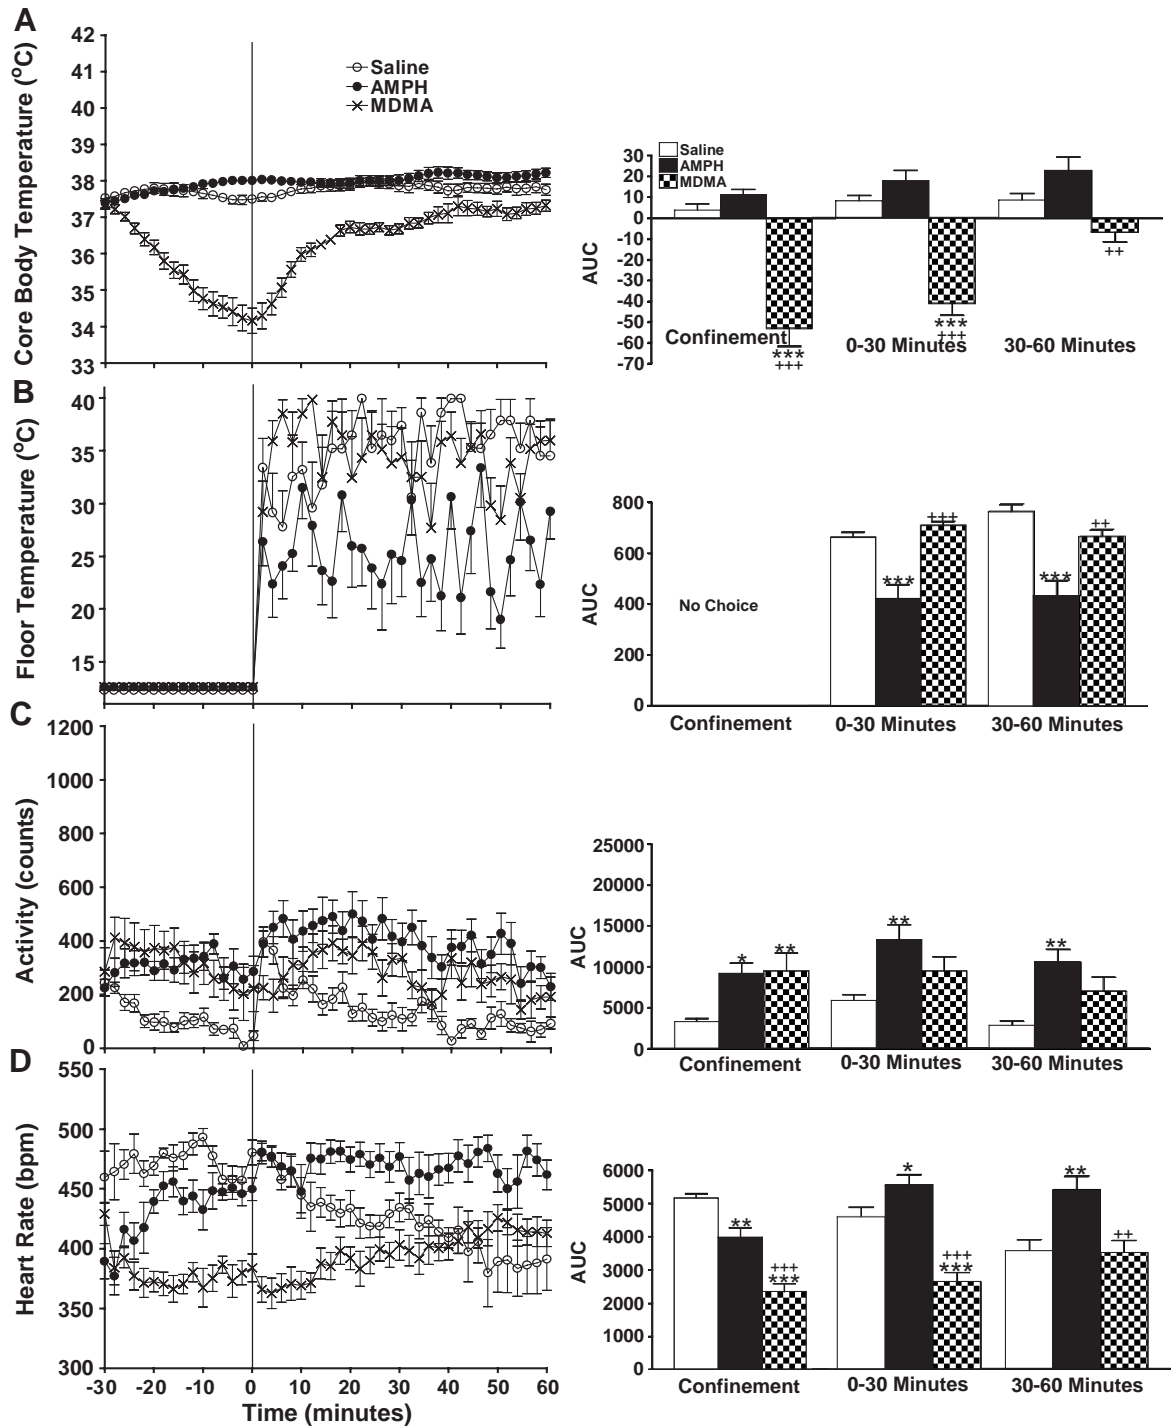 A
Core Body Temperature (°C)
42
41
40
39
38
37
36
35
34
33
Saline
AMPH
MDMA
AUC
30
20
10
0
-10
-20
-30
-40
-50
-60
-70
Saline
AMPH
MDMA
***
+++
***
+++
++
Confinement
0-30 Minutes
30-60 Minutes
B
Floor Temperature (°C)
40
35
30
25
20
15
AUC
800
600
400
200
0
No Choice
***
+++
***
++
Confinement
0-30 Minutes
30-60 Minutes
C
Activity (counts)
1200
1000
800
600
400
200
0
AUC
25000
20000
15000
10000
5000
0
*
**
**
**
Confinement
0-30 Minutes
30-60 Minutes
D
Heart Rate (bpm)
550
500
450
400
350
300
-30 -20 -10 0 10 20 30 40 50 60
Time (minutes)
AUC
6000
5000
4000
3000
2000
1000
0
**
+++
***
*
+++
***
**
++
Confinement
0-30 Minutes
30-60 Minutes